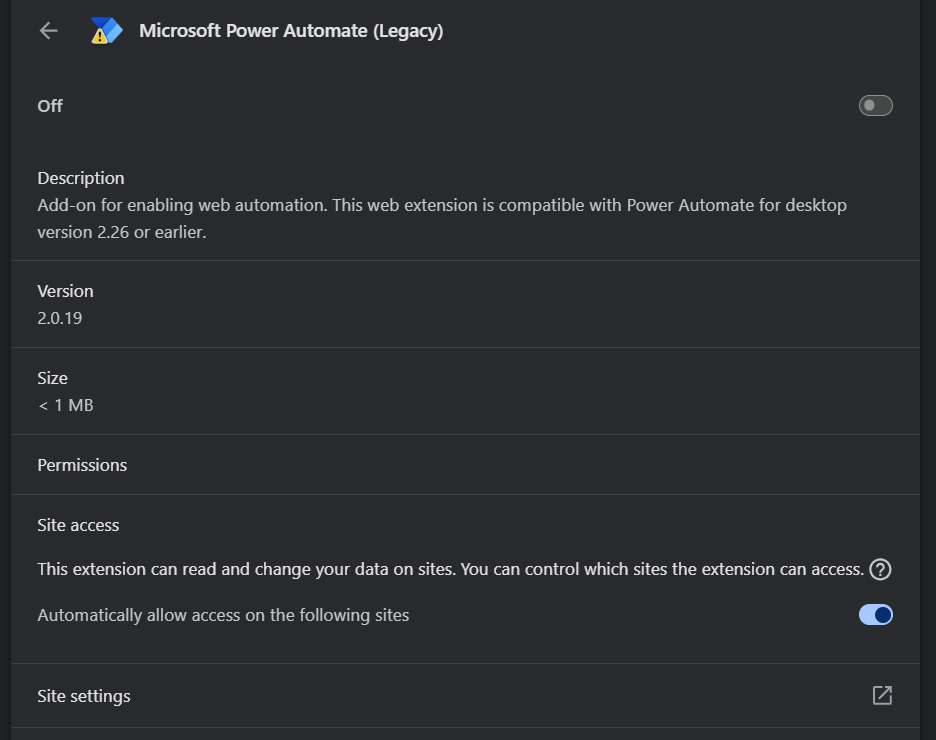 Microsoft Power Automate (Legacy)
Off
Description
Add-on for enabling web automation. This web extension is compatible with Power Automate for desktop
version 2.26 or earlier.
Version
2.0.19
Size
< 1 MB
Permissions
Site access
This extension can read and change your data on sites. You can control which sites the extension can access.
Automatically allow access on the following sites
Site settings